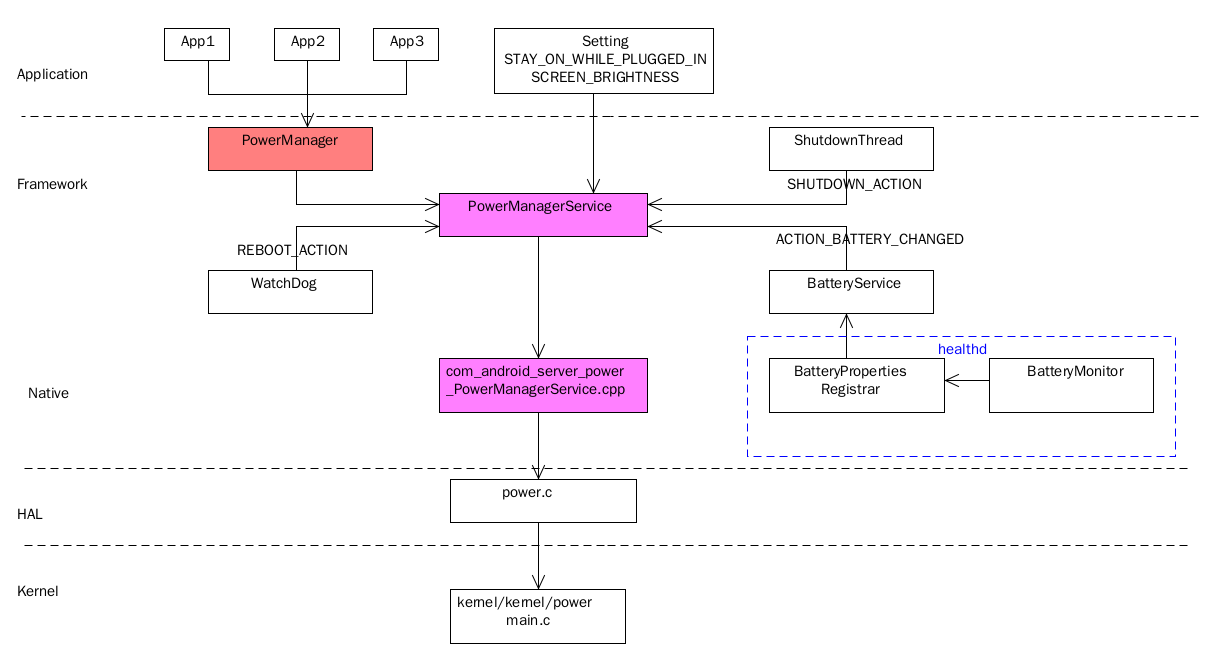 App1
App2
App3
Setting
STAY_ON_WHILE_PLUGGED_IN
SCREEN_BRIGHTNESS
Application
PowerManager
ShutdownThread
Framework
SHUTDOWN_ACTION
PowerManagerService
REBOOT_ACTION
ACTION_BATTERY_CHANGED
WatchDog
BatteryService
healthd
com_android_server_power
_PowerManagerService.cpp
BatteryProperties
Registrar
BatteryMonitor
Native
power.c
HAL
Kernel
kernel/kernel/power
main.c